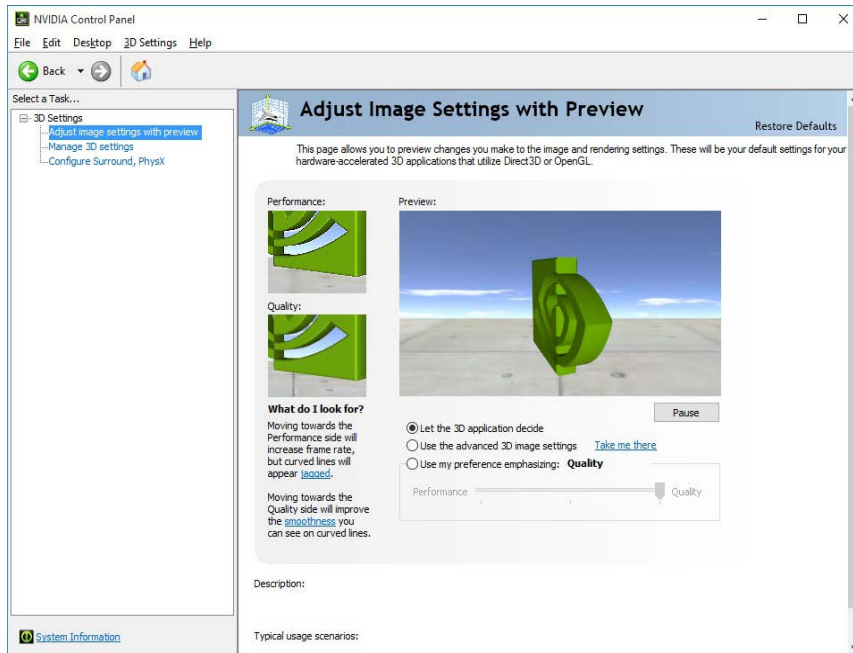 NVIDIA Control Panel
File Edit Desktop 3D Settings Help
Back
Select a Task...
3D Settings
Adjust image settings with preview
Manage 3D settings
Configure Surround, PhysX
System Information
Adjust Image Settings with Preview
Restore Defaults
This page allows you to preview changes you make to the image and rendering settings. These will be your default settings for your
hardware-accelerated 3D applications that utilize Direct3D or OpenGL.
Performance:
Quality:
What do I look for?
Moving towards the
Performance side will
increase frame rate,
but curved lines will
appear jagged.
Moving towards the
Quality side will improve
the smoothness you
can see on curved lines.
Preview:
Pause
Let the 3D application decide
Use the advanced 3D image settings Take me there
Use my preference emphasizing: Quality
Performance Quality
Description:
Typical usage scenarios: